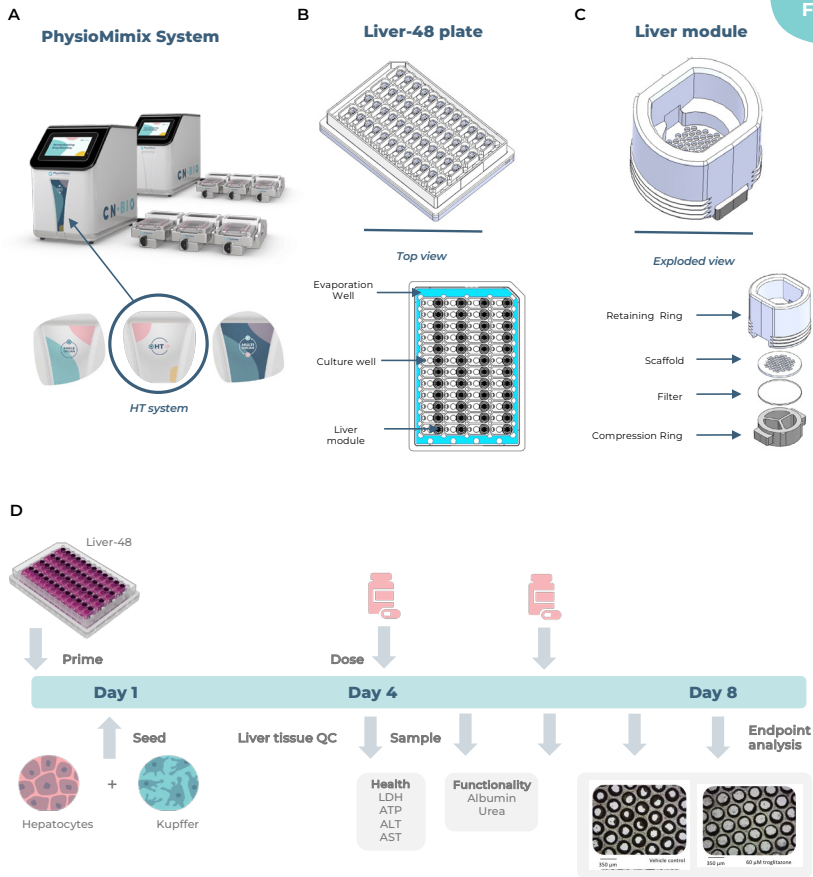 F
A
PhysioMimix System
CN-BIO
CN-BIO
HT
HT system
B
Liver-48 plate
Top view
Evaporation
Well
Culture well
Liver
module
C
Liver module
Exploded view
Retaining Ring
Scaffold
Filter
Compression Ring
D
Liver-48
Prime
Dose
Day 1
Day 4
Day 8
Seed
Liver tissue QC
Sample
Endpoint
analysis
Hepatocytes
+
Kupffer
Health
LDH
ATP
ALT
AST
Functionality
Albumin
Urea
350 µm
Vehicle control
350 µm
60 µM troglitazone